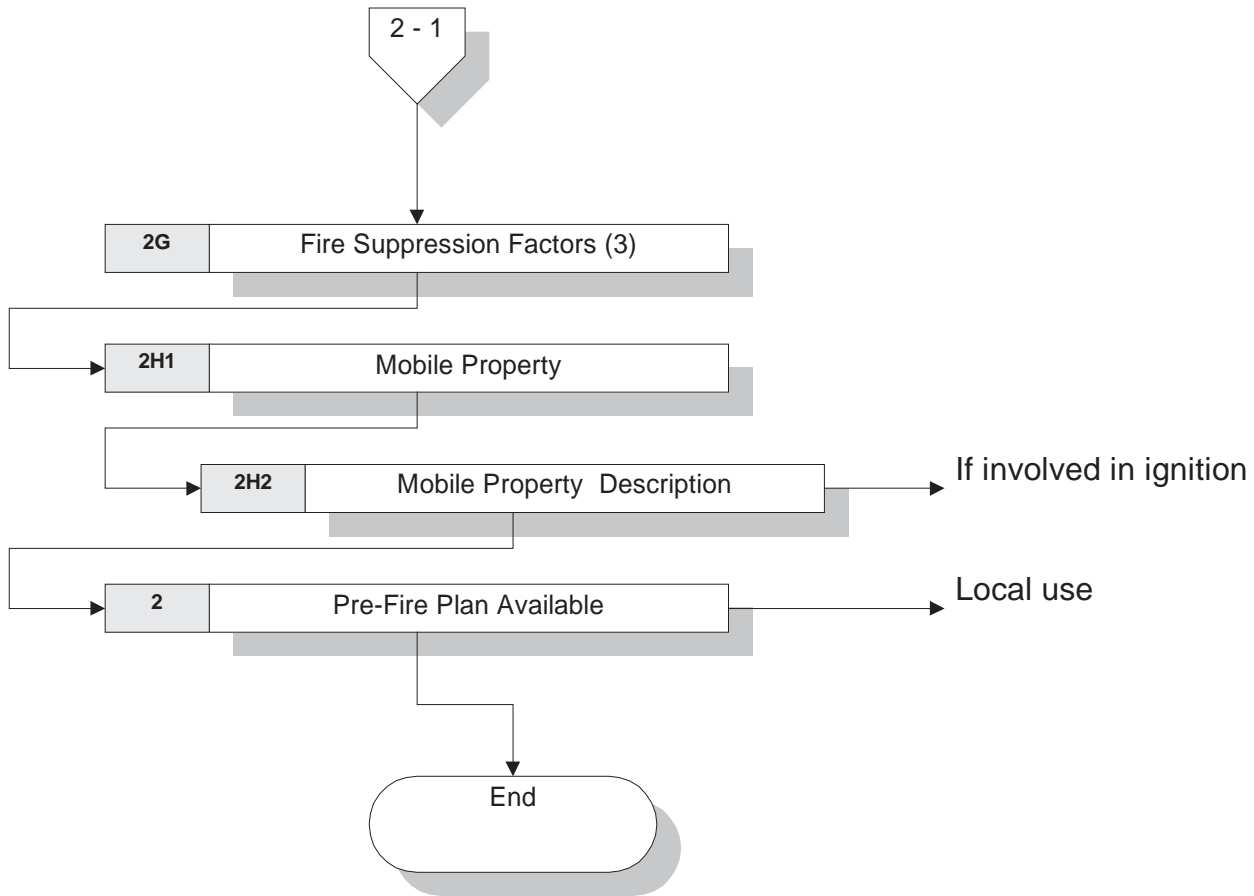 2 - 1
2G Fire Suppression Factors (3)
2H1 Mobile Property
2H2 Mobile Property Description
If involved in ignition
2 Pre-Fire Plan Available
Local use
End